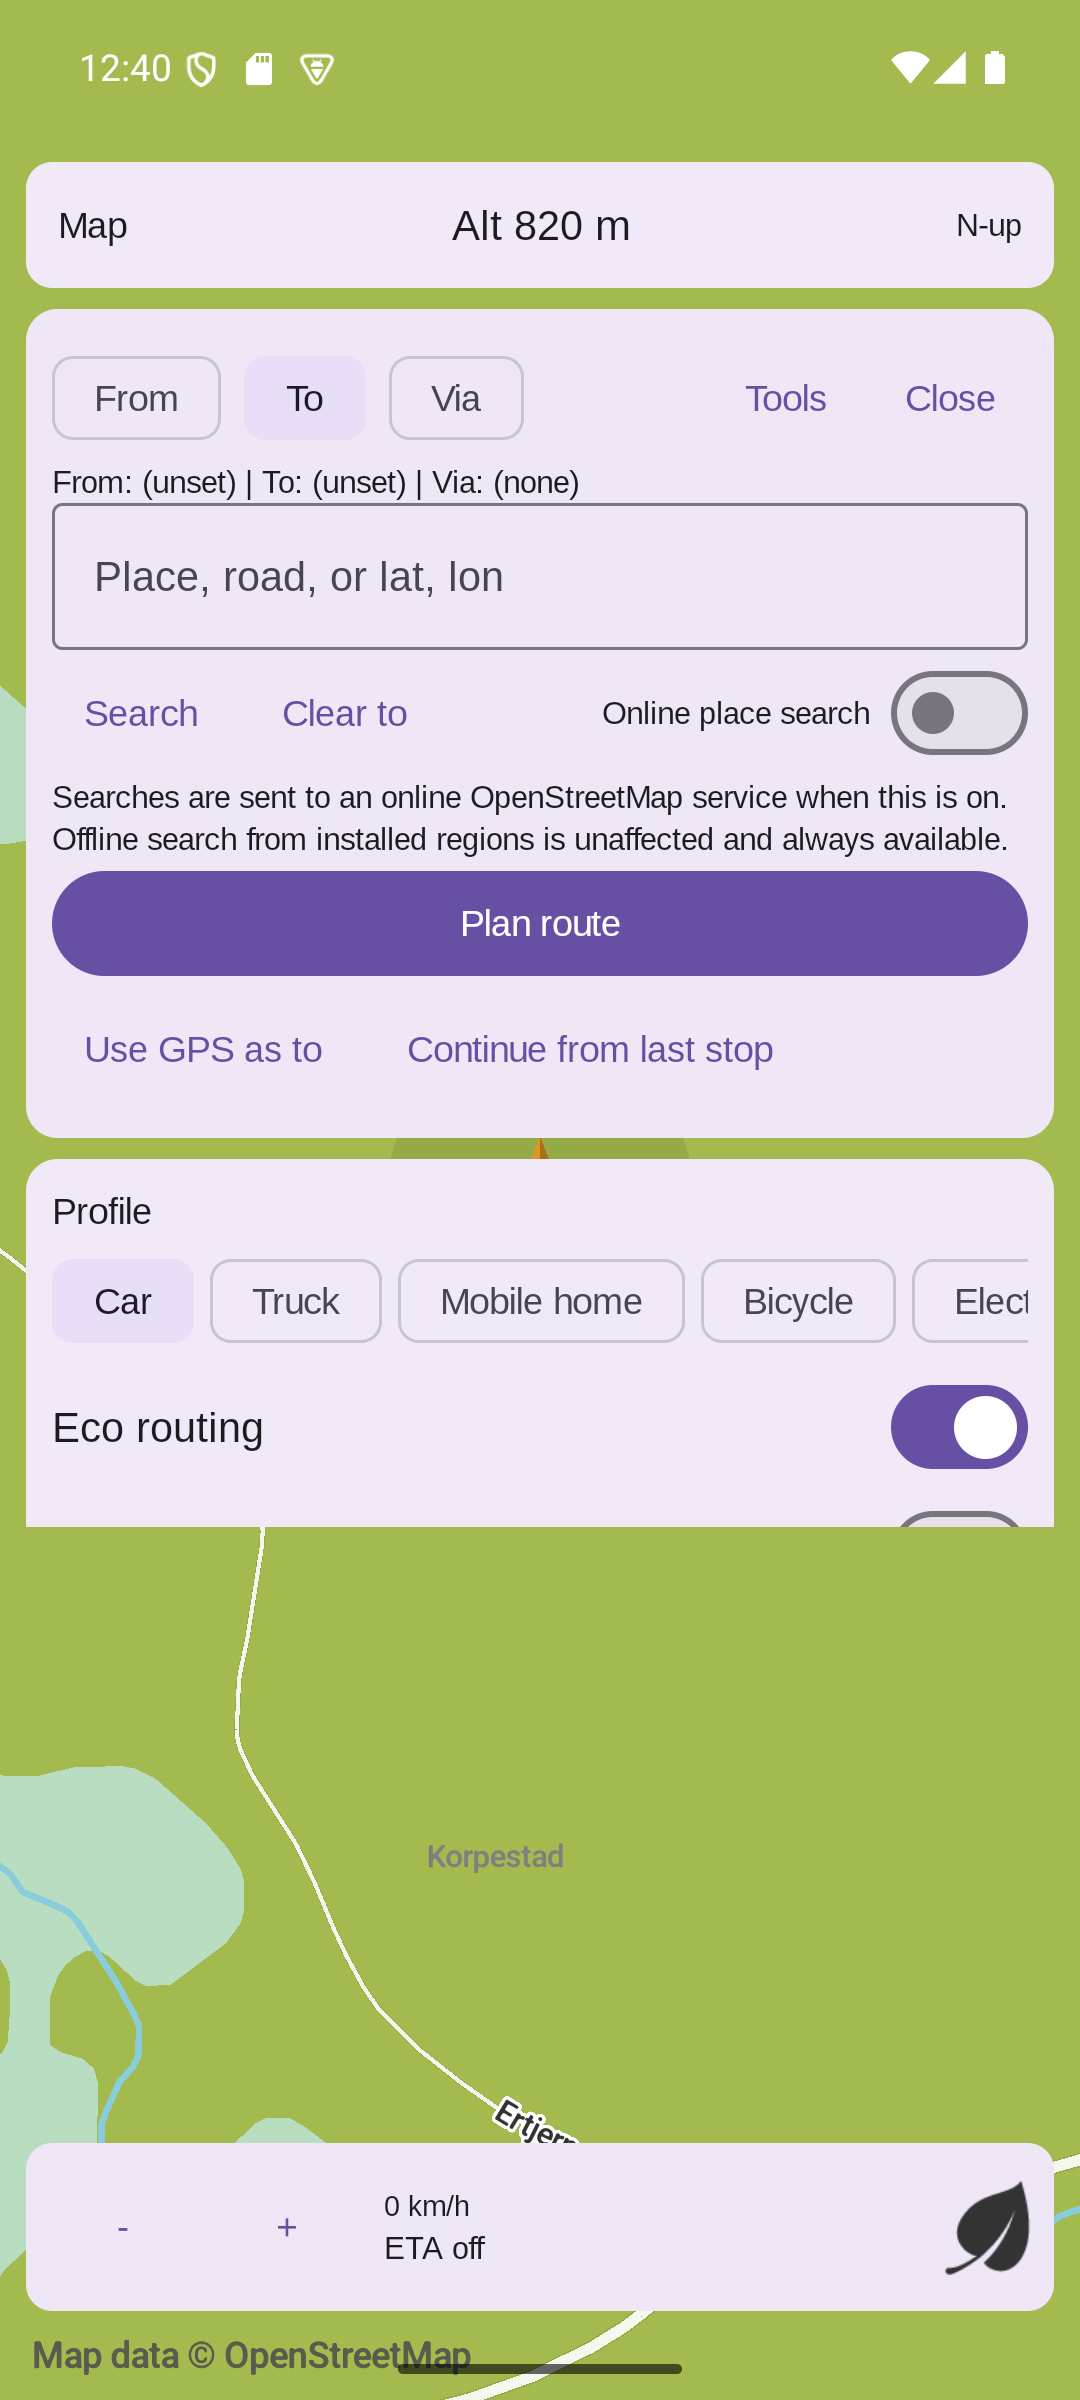 12:40
Map Alt 820 m N-up
From To Via Tools Close
From: (unset) | To: (unset) | Via: (none)
Place, road, or lat, lon
Search Clear to Online place search
Searches are sent to an online OpenStreetMap service when this is on.
Offline search from installed regions is unaffected and always available.
Plan route
Use GPS as to Continue from last stop
Profile
Car Truck Mobile home Bicycle Elect
Eco routing
Korpestad
Ertjern
- + 0 km/h
ETA off
Map data © OpenStreetMap